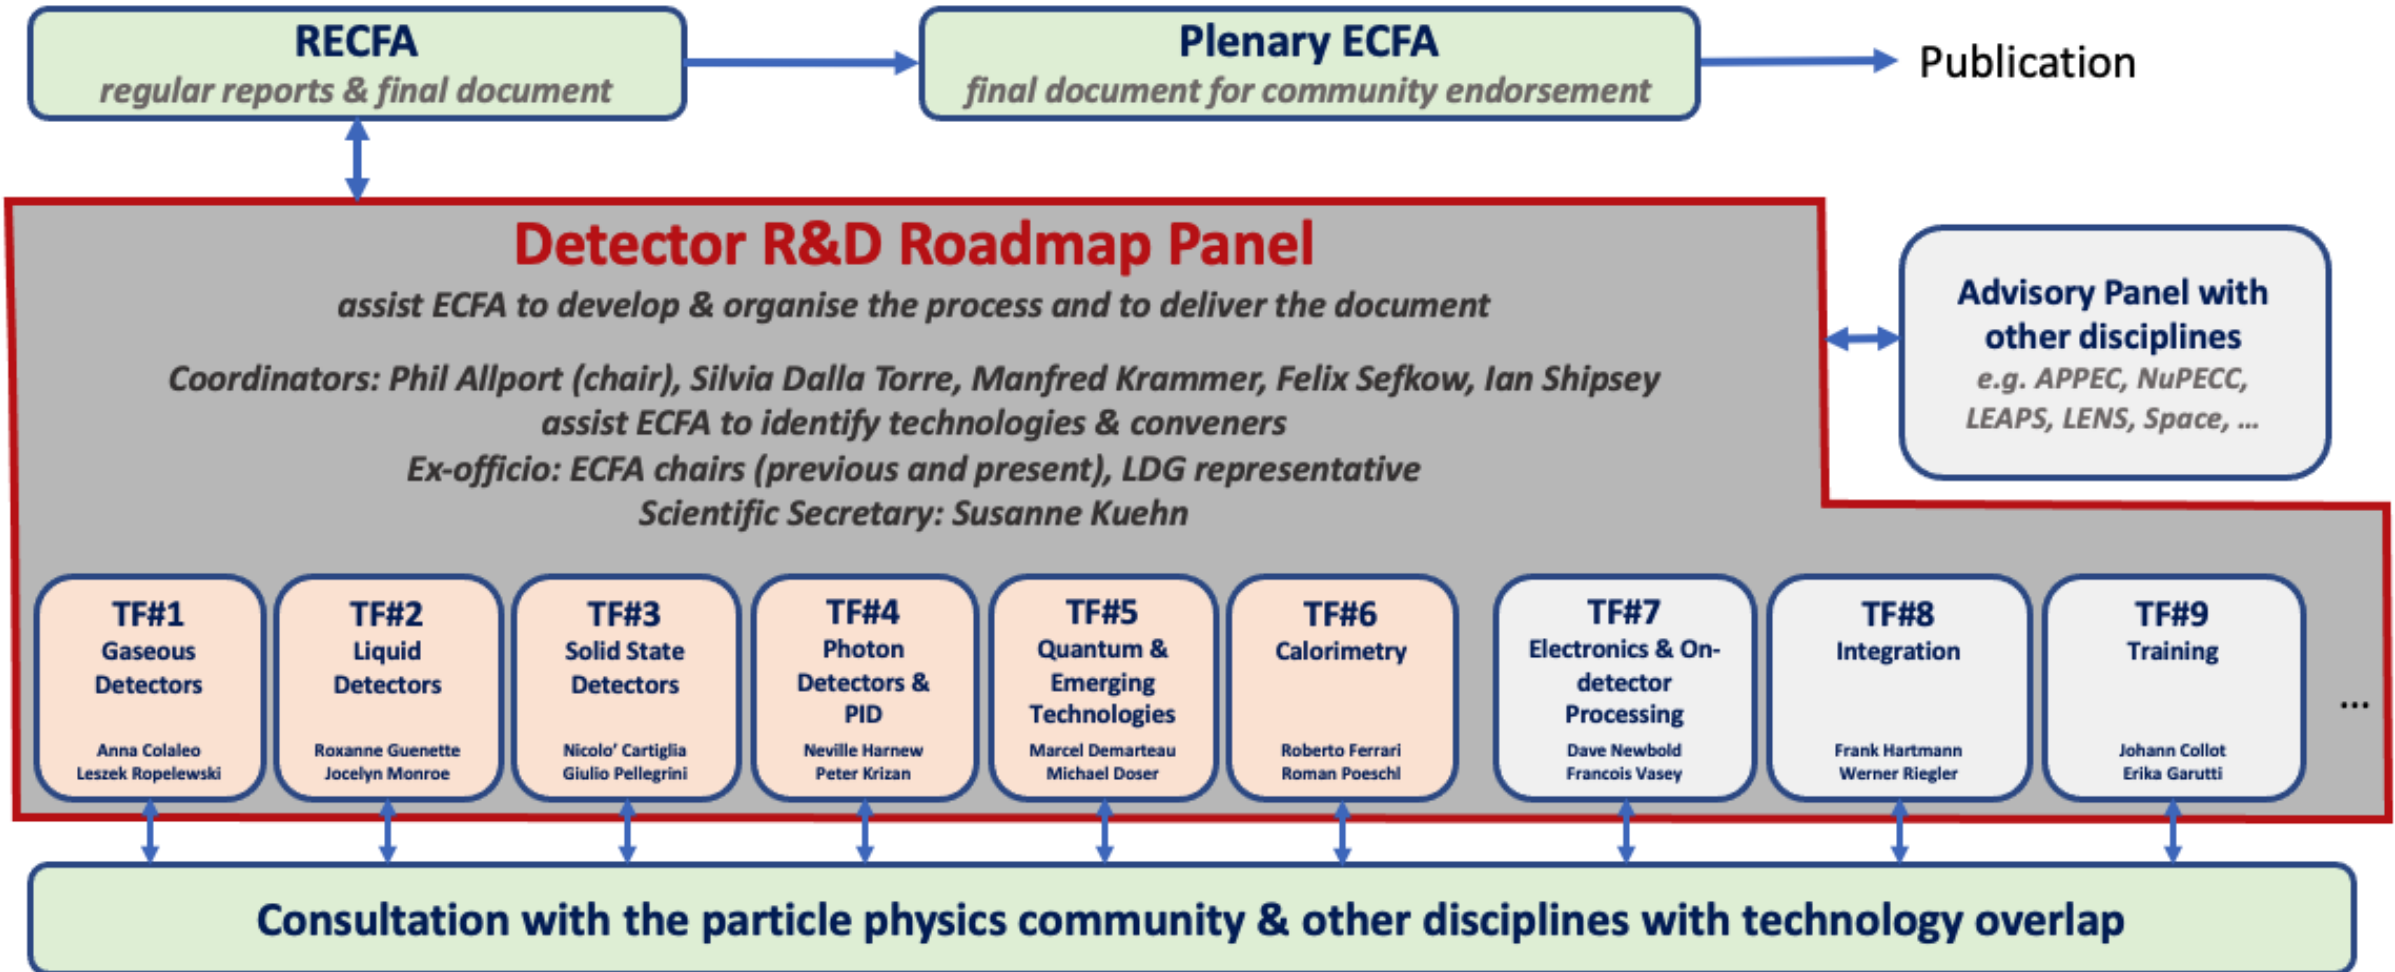 RECFA
regular reports & final document
Plenary ECFA
final document for community endorsement
Publication
Detector R&D Roadmap Panel
assist ECFA to develop & organise the process and to deliver the document
Coordinators: Phil Allport (chair), Silvia Dalla Torre, Manfred Krammer, Felix Sefkow, Ian Shipsey
assist ECFA to identify technologies & conveners
Ex-officio: ECFA chairs (previous and present), LDG representative
Scientific Secretary: Susanne Kuehn
Advisory Panel with
other disciplines
e.g. APPEC, NuPECC,
LEAPS, LENS, Space, ...
TF#1
Gaseous
Detectors
Anna Colaleo
Leszek Ropelewski
TF#2
Liquid
Detectors
Roxanne Guenette
Jocelyn Monroe
TF#3
Solid State
Detectors
Nicolo' Cartiglia
Giulio Pellegrini
TF#4
Photon
Detectors &
PID
Neville Harnew
Peter Krizan
TF#5
Quantum &
Emerging
Technologies
Marcel Demarteau
Michael Doser
TF#6
Calorimetry
Roberto Ferrari
Roman Poeschl
TF#7
Electronics & On-
detector
Processing
Dave Newbold
Francois Vasey
TF#8
Integration
Frank Hartmann
Werner Riegler
TF#9
Training
Johann Collot
Erika Garutti
...
Consultation with the particle physics community & other disciplines with technology overlap